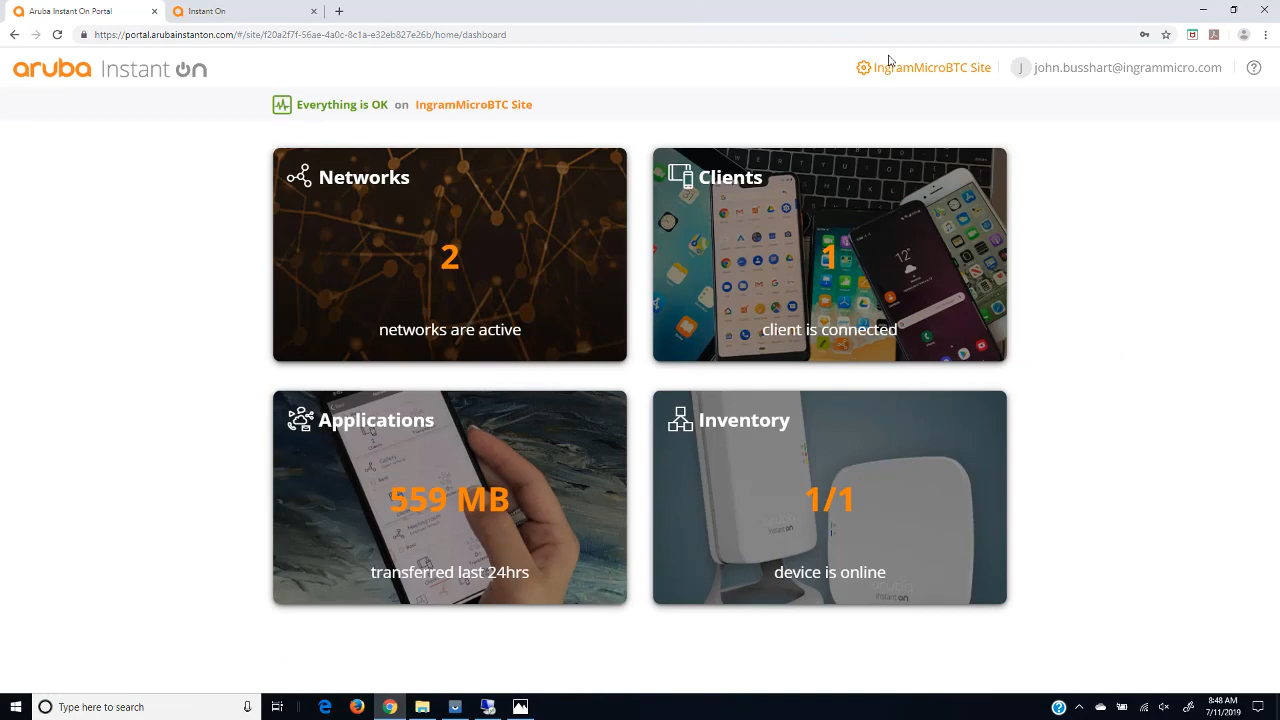 Aruba Instant On Portal
Instant On
https://portal.arubainstanton.com/#/site/f20a2f7f-56ae-4a0c-8c1a-e32eb827e26b/home/dashboard
aruba Instant On
IngramMicroBTC Site
J
john.busshart@ingrammicro.com
Everything is OK on IngramMicroBTC Site
Networks
2
networks are active
Clients
1
client is connected
Applications
559 MB
transferred last 24hrs
Inventory
1/1
device is online
Type here to search
8:48 AM
7/11/2019